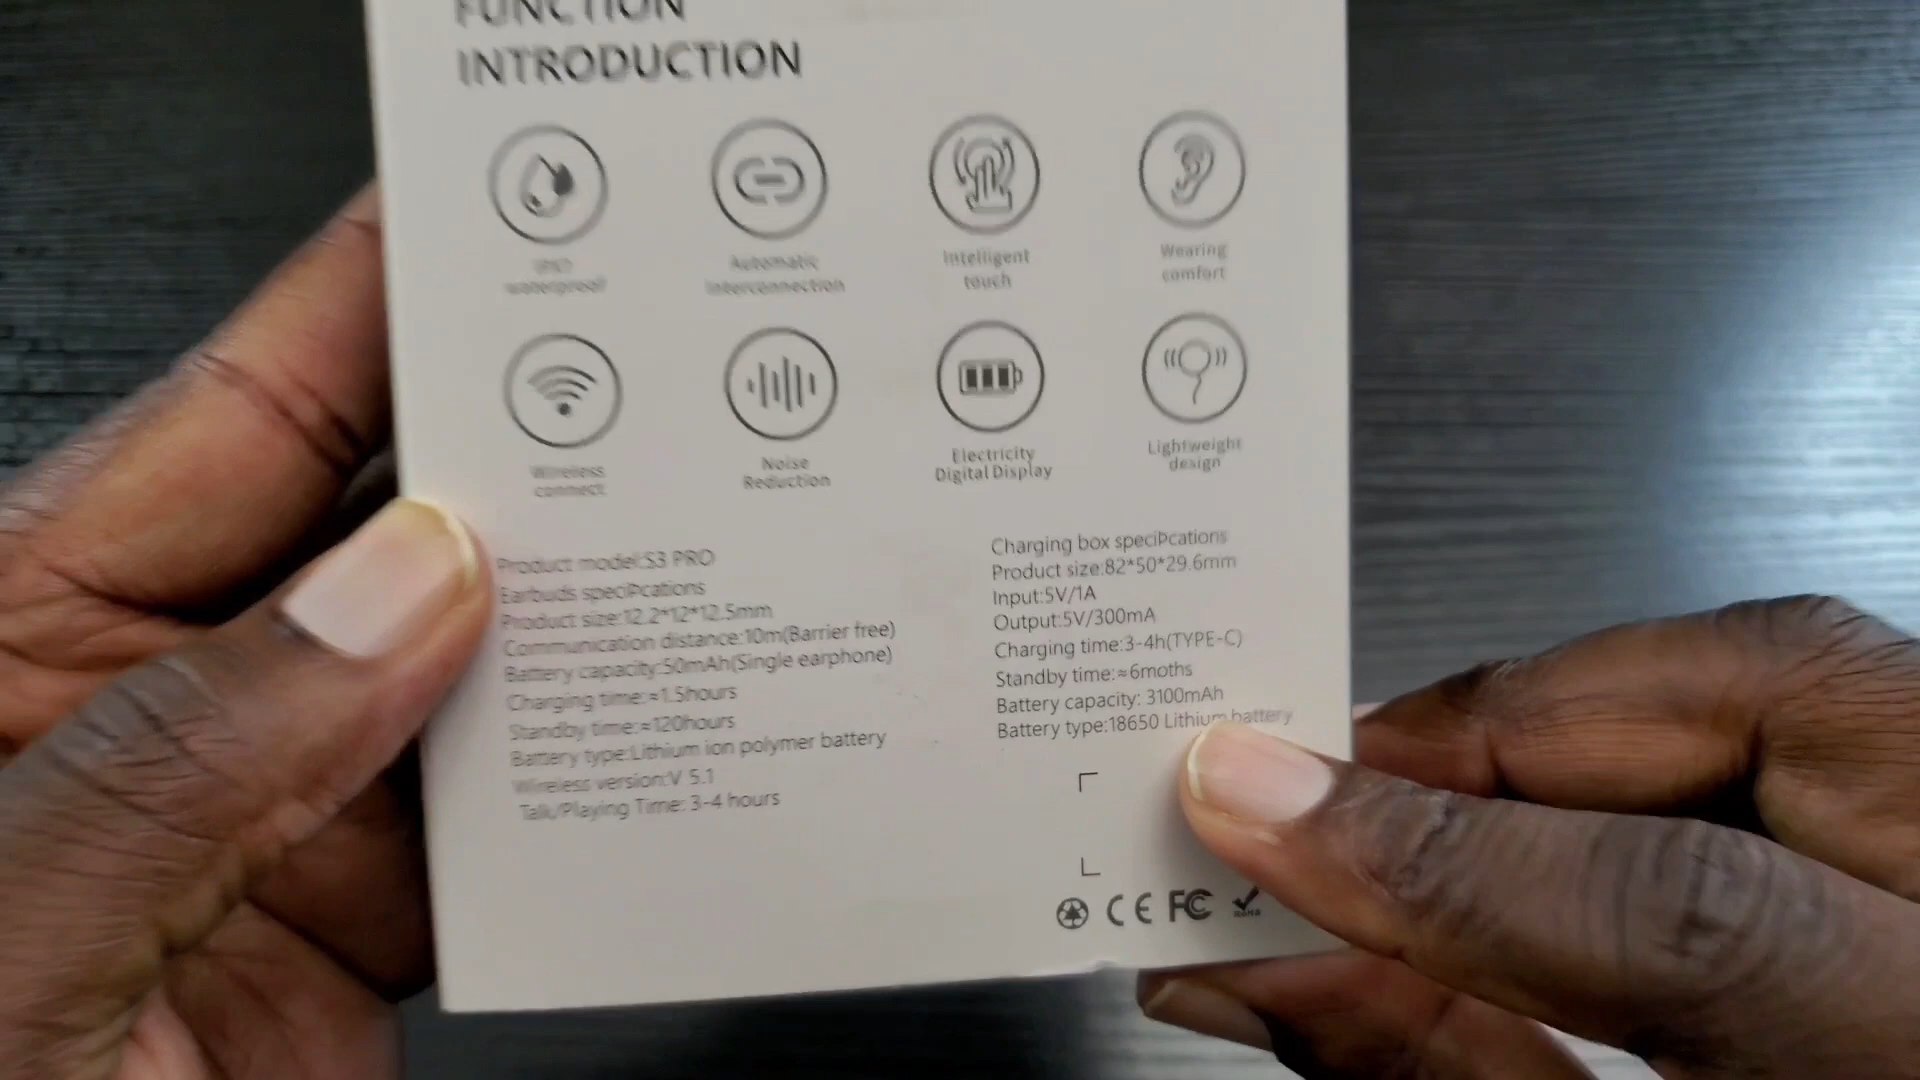 FUNCTION
INTRODUCTION
waterproof
Automatic
interconnection
Intelligent
touch
Wearing
comfort
Wireless
connect
Noise
Reduction
Electricity
Digital Display
Lightweight
design
Product model:S3 PRO
Earbuds speciÞcations
Product size:12.2*12*12.5mm
Communication distance:10m(Barrier free)
Battery capacity:50mAh(Single earphone)
Charging time:≈1.5hours
Standby time:≈120hours
Battery type:Lithium ion polymer battery
Wireless version:V 5.1
Talk/Playing Time: 3-4 hours
Charging box speciÞcations
Product size:82*50*29.6mm
Input:5V/1A
Output:5V/300mA
Charging time:3-4h(TYPE-C)
Standby time:≈6moths
Battery capacity: 3100mAh
Battery type:18650 Lithium battery
CE FC RoHS